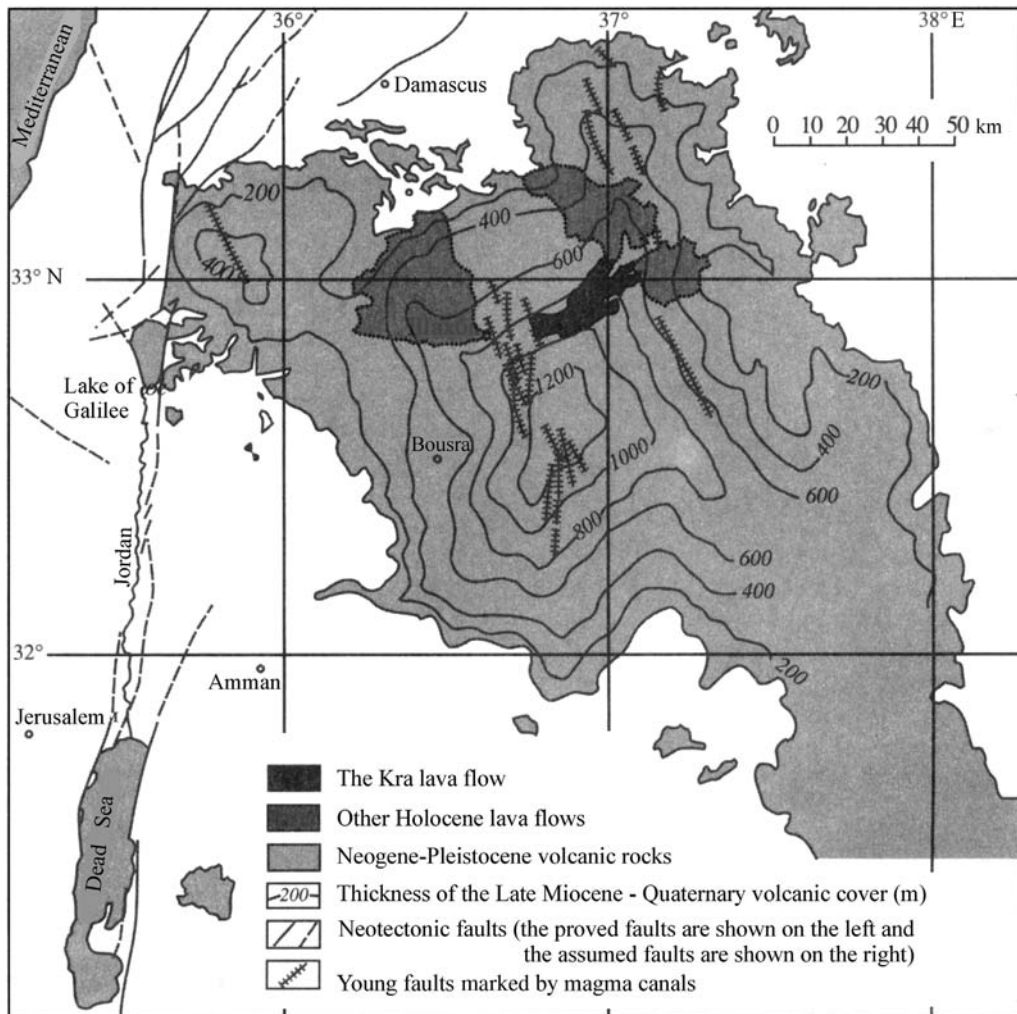 36°
37°
38° E
Mediterranean
Damascus
0 10 20 30 40 50 km
200
400
400
600
33° N
Lake of
Galilee
1200
200
Bousra
1000
400
600
800
Jordan
600
400
32°
200
Amman
Jerusalem
Dead Sea
The Kra lava flow
Other Holocene lava flows
Neogene-Pleistocene volcanic rocks
200
Thickness of the Late Miocene - Quaternary volcanic cover (m)
Neotectonic faults (the proved faults are shown on the left and
the assumed faults are shown on the right)
Young faults marked by magma canals